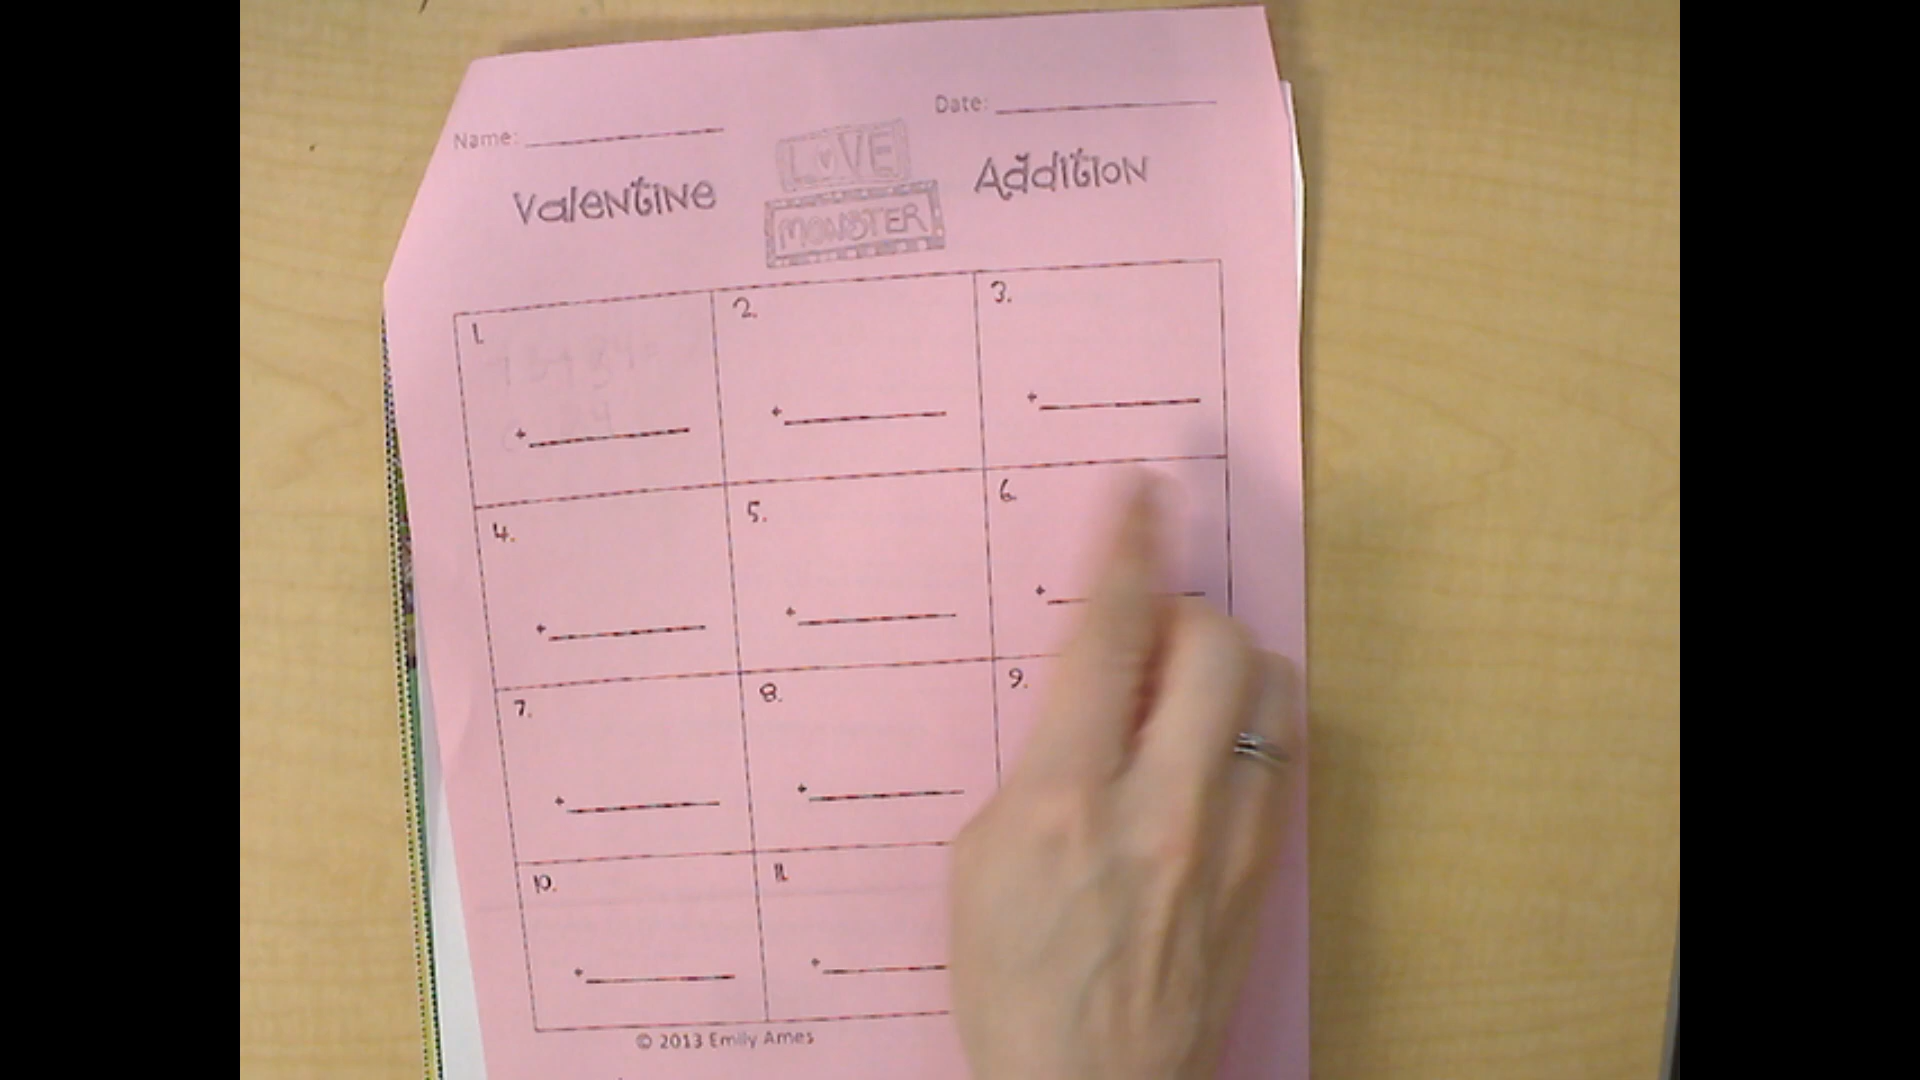 Name: Date:
Valentine LOVE MONSTER Addition
1. 2. 3.
+ + +
4. 5. 6.
+ + +
7. 8. 9.
+ +
10. 11.
+ +
© 2013 Emily Ames